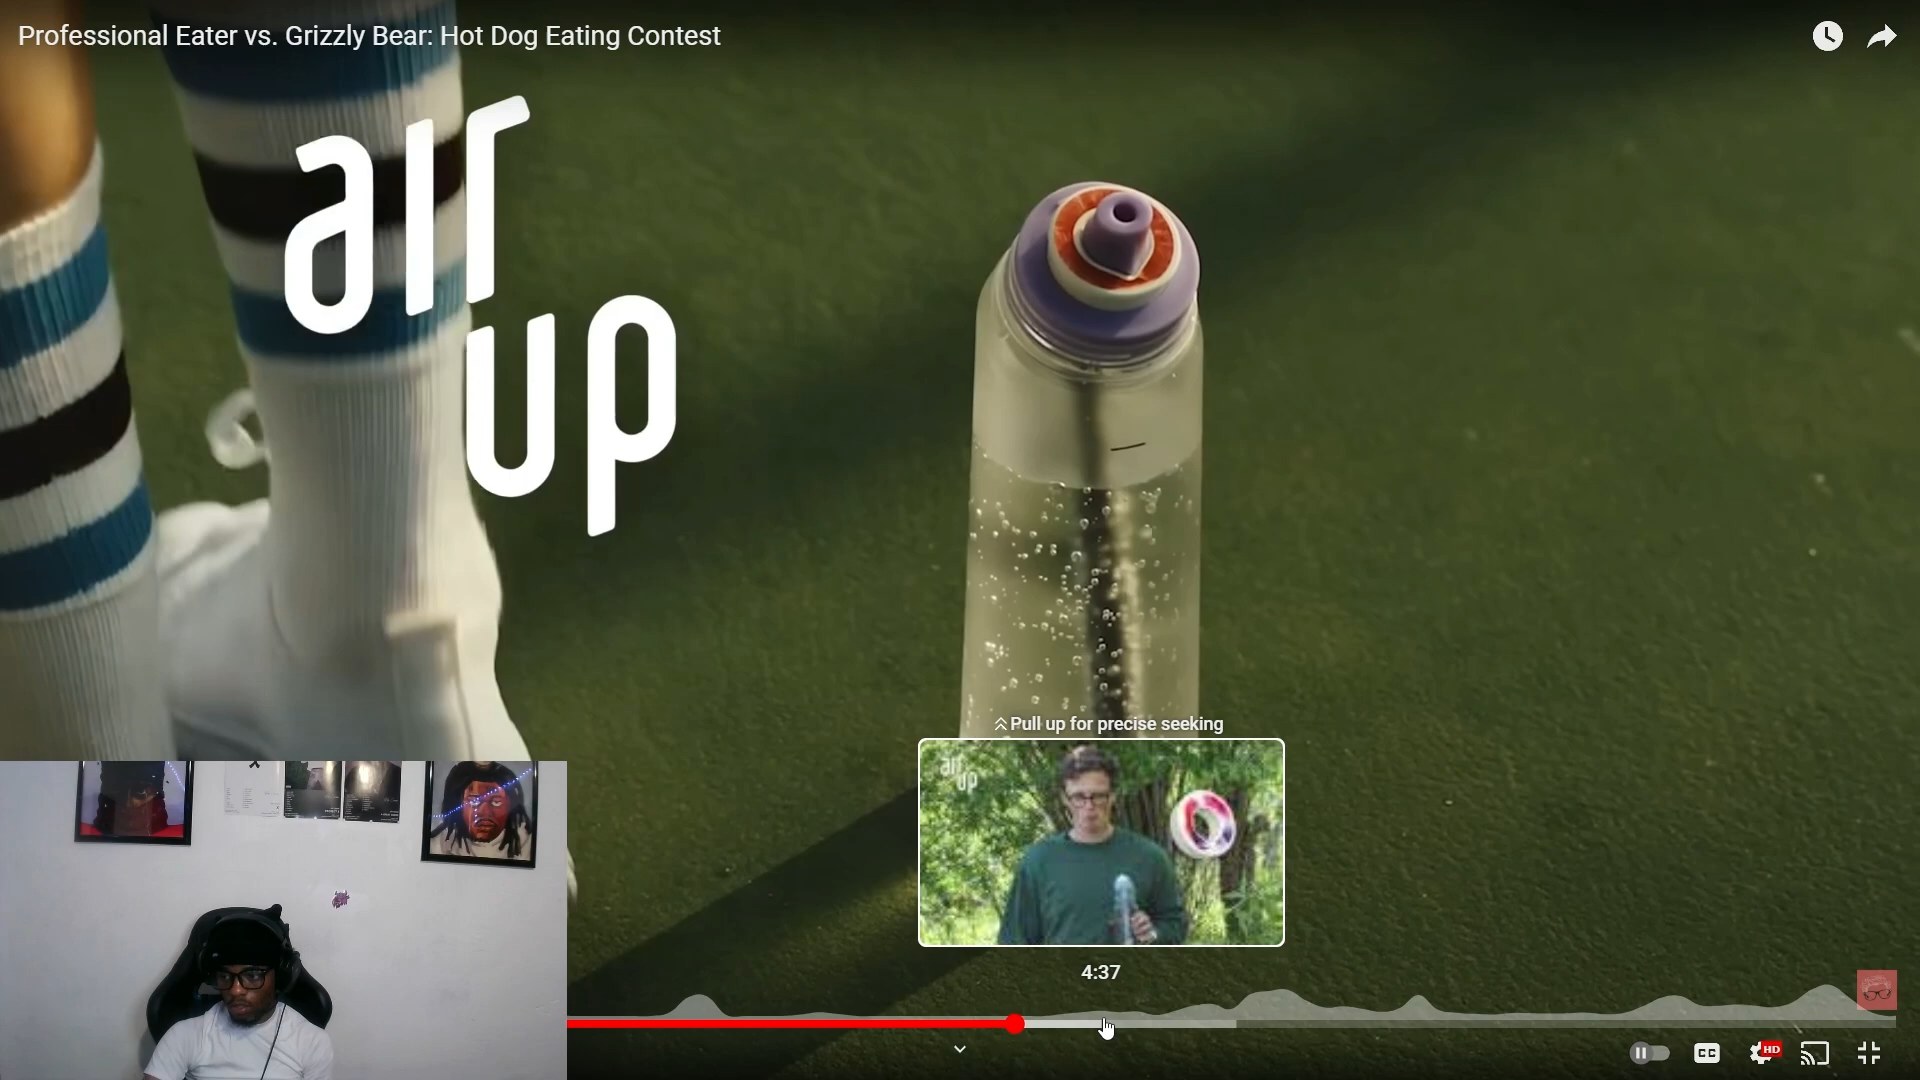 Professional Eater vs. Grizzly Bear: Hot Dog Eating Contest
air
up
Pull up for precise seeking
air
up
4:37
CC
HD